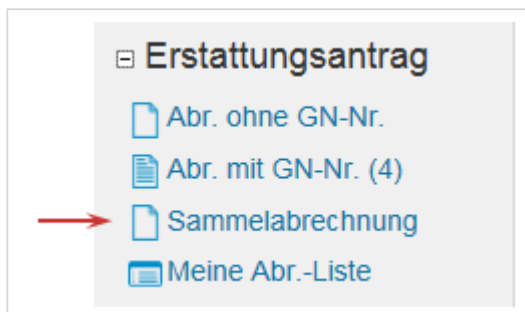 Erstattungsantrag
Abr. ohne GN-Nr.
Abr. mit GN-Nr. (4)
Sammelabrechnung
Meine Abr.-Liste